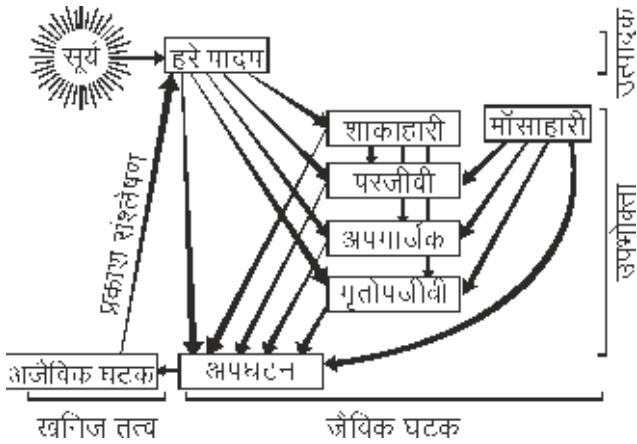 सूर्य
हरे पादप
उत्पादक
शाकाहारी
माँसाहारी
परजीवी
अपमार्जक
मृतोपजीवी
उपभोक्ता
प्रकाश संश्लेषण
अजैविक घटक
अपघटन
खनिज तत्व
जैविक घटक